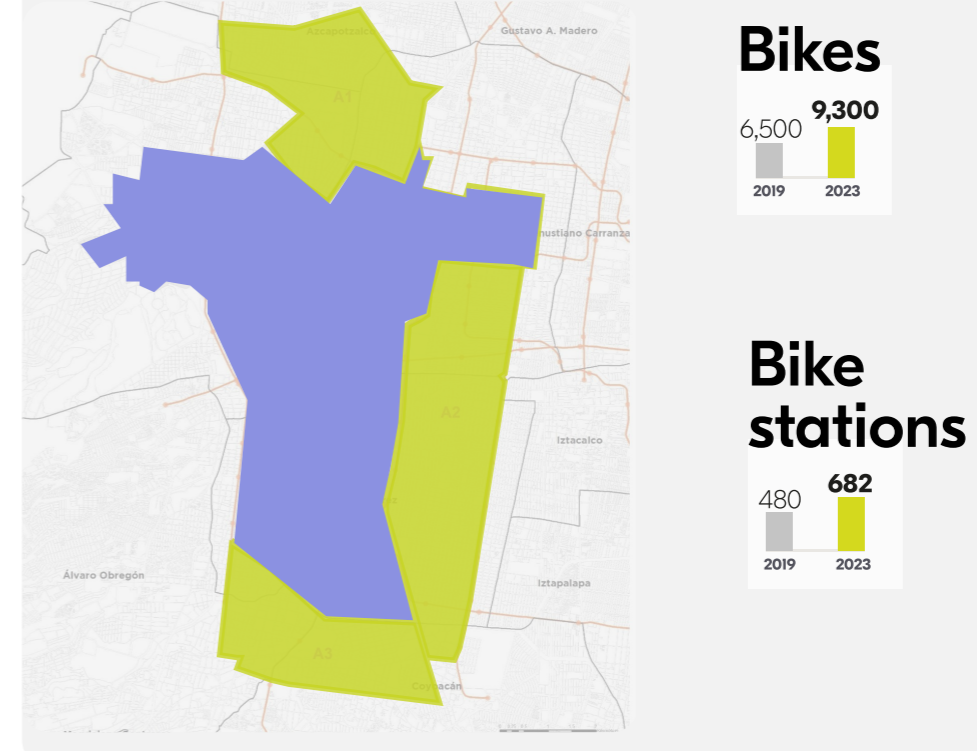 Azcapotzalco
Gustavo A. Madero
A1
nustiano Carranza
A2
Iztacalco
Álvaro Obregón
Iztapalapa
A3
Coyoacán
Bikes
6,500
9,300
2019
2023
Bike
stations
480
682
2019
2023